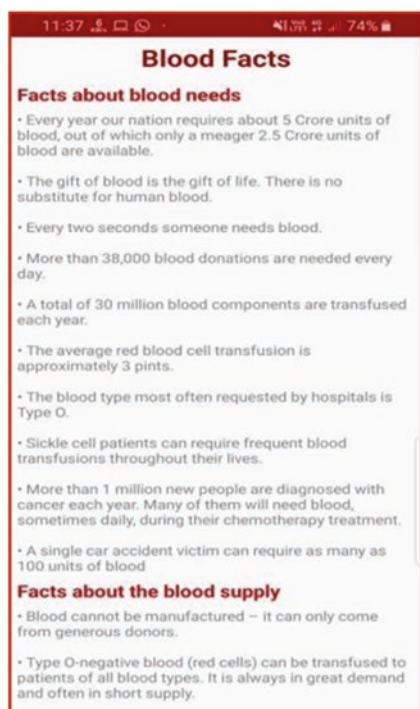 11:37
74%
Blood Facts
Facts about blood needs
• Every year our nation requires about 5 Crore units of
blood, out of which only a meager 2.5 Crore units of
blood are available.
• The gift of blood is the gift of life. There is no
substitute for human blood.
• Every two seconds someone needs blood.
• More than 38,000 blood donations are needed every
day.
• A total of 30 million blood components are transfused
each year.
• The average red blood cell transfusion is
approximately 3 pints.
• The blood type most often requested by hospitals is
Type O.
• Sickle cell patients can require frequent blood
transfusions throughout their lives.
• More than 1 million new people are diagnosed with
cancer each year. Many of them will need blood,
sometimes daily, during their chemotherapy treatment.
• A single car accident victim can require as many as
100 units of blood
Facts about the blood supply
• Blood cannot be manufactured – it can only come
from generous donors.
• Type O-negative blood (red cells) can be transfused to
patients of all blood types. It is always in great demand
and often in short supply.